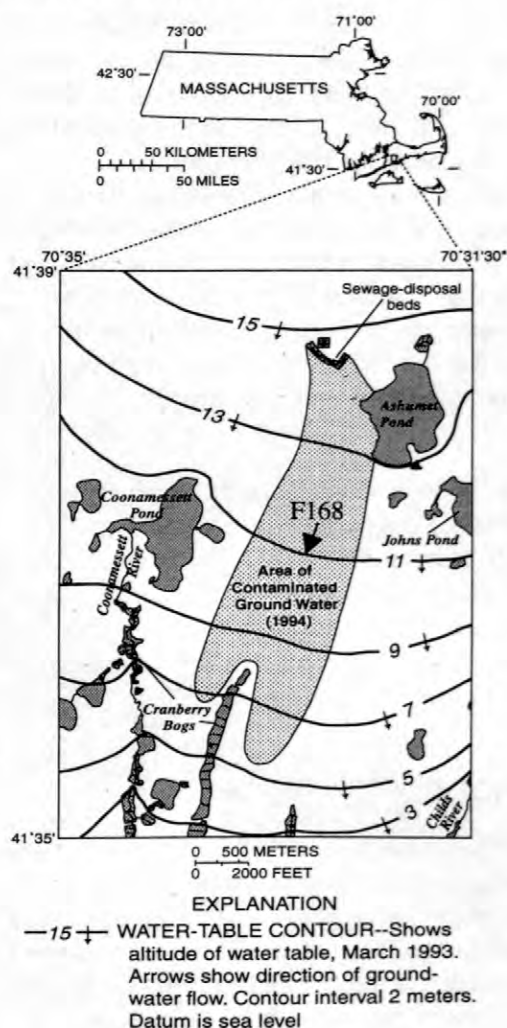 73°00'
71°00'
42°30'
MASSACHUSETTS
70°00'
0 50 KILOMETERS
0 50 MILES
41°30'
70°35'
70°31'30"
41°39'
Sewage-disposal
beds
15
Ashumet
Pond
13
Coonamessett
Pond
F168
Johns Pond
11
Coonamessett
River
Area of
Contaminated
Ground Water
(1994)
9
Cranberry
Bogs
7
5
3
Childs
River
41°35'
0 500 METERS
0 2000 FEET
EXPLANATION
15 WATER-TABLE CONTOUR--Shows
altitude of water table, March 1993.
Arrows show direction of ground-
water flow. Contour interval 2 meters.
Datum is sea level